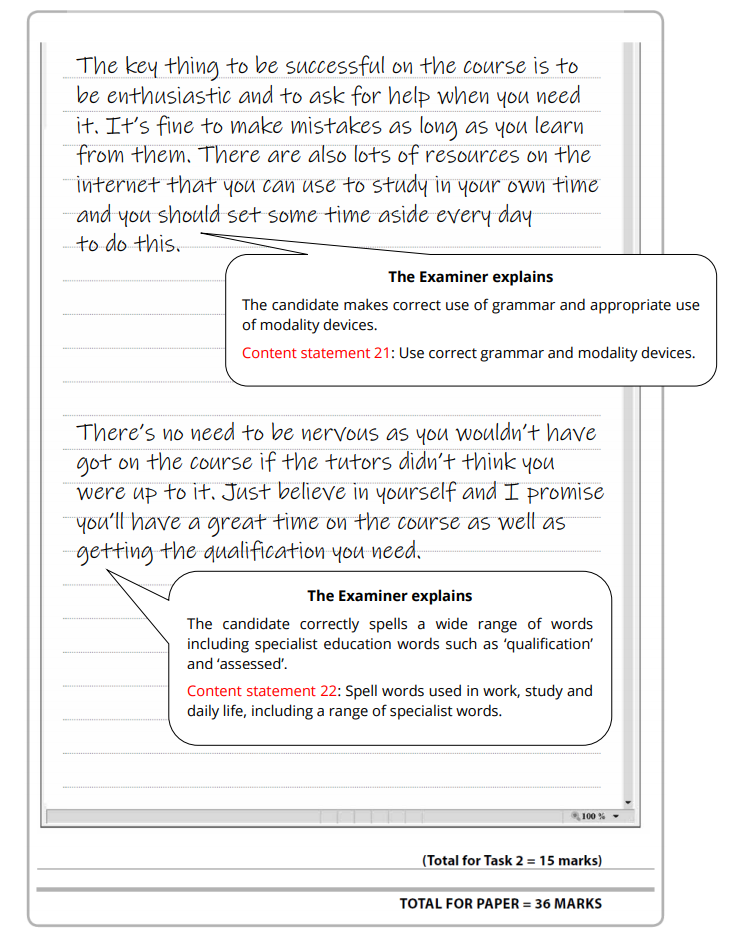 The key thing to be successful on the course is to
be enthusiastic and to ask for help when you need
it. It's fine to make mistakes as long as you learn
from them. There are also lots of resources on the
internet that you can use to study in your own time
and you should set some time aside every day
to do this.
The Examiner explains
The candidate makes correct use of grammar and appropriate use
of modality devices.
Content statement 21: Use correct grammar and modality devices.
There's no need to be nervous as you wouldn't have
got on the course if the tutors didn't think you
were up to it. Just believe in yourself and I promise
you'll have a great time on the course as well as
getting the qualification you need.
The Examiner explains
The candidate correctly spells a wide range of words
including specialist education words such as ‘qualification’
and ‘assessed’.
Content statement 22: Spell words used in work, study and
daily life, including a range of specialist words.
100 %
(Total for Task 2 = 15 marks)
TOTAL FOR PAPER = 36 MARKS